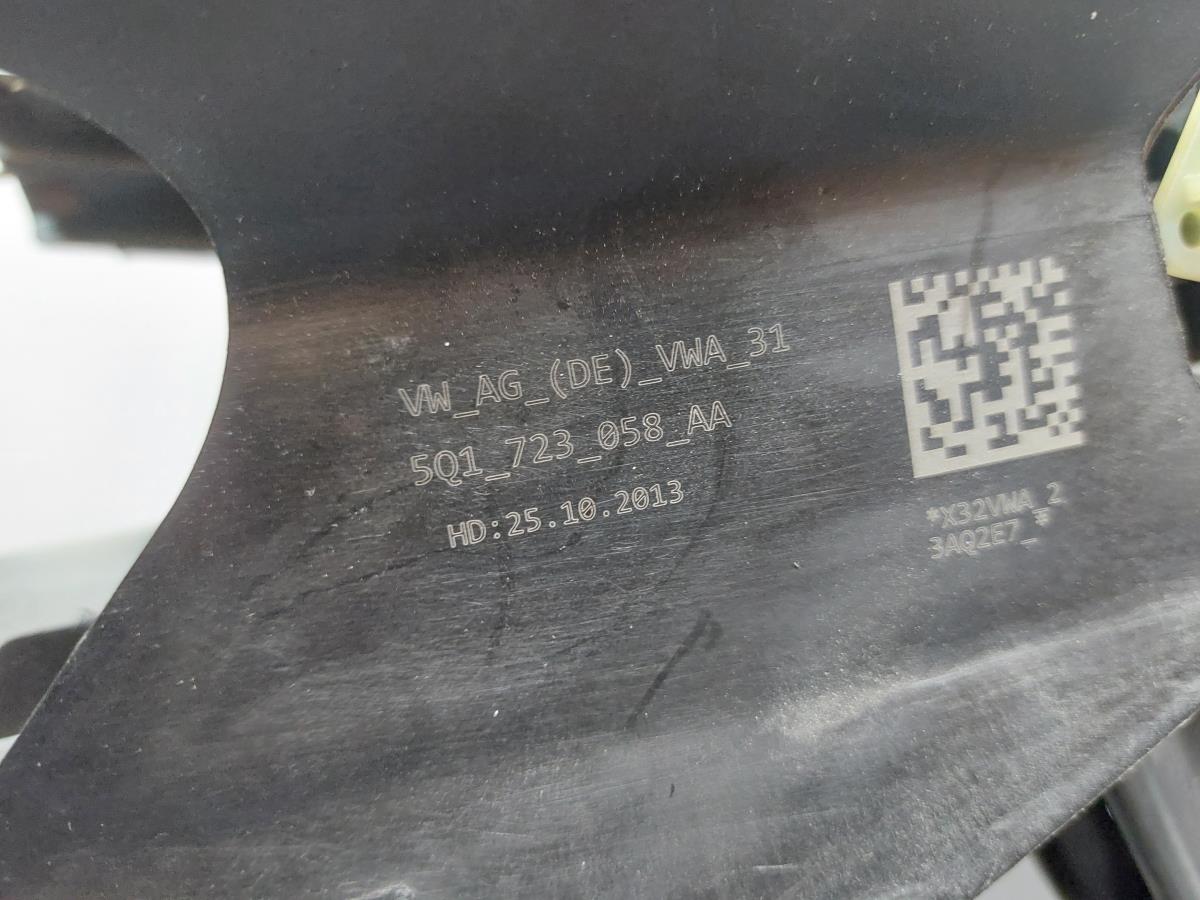 VW_AG_(DE)_VWA_31
5Q1_723_058_AA
HD:25.10.2013
*X32VWA_2
3AQ2E7_*